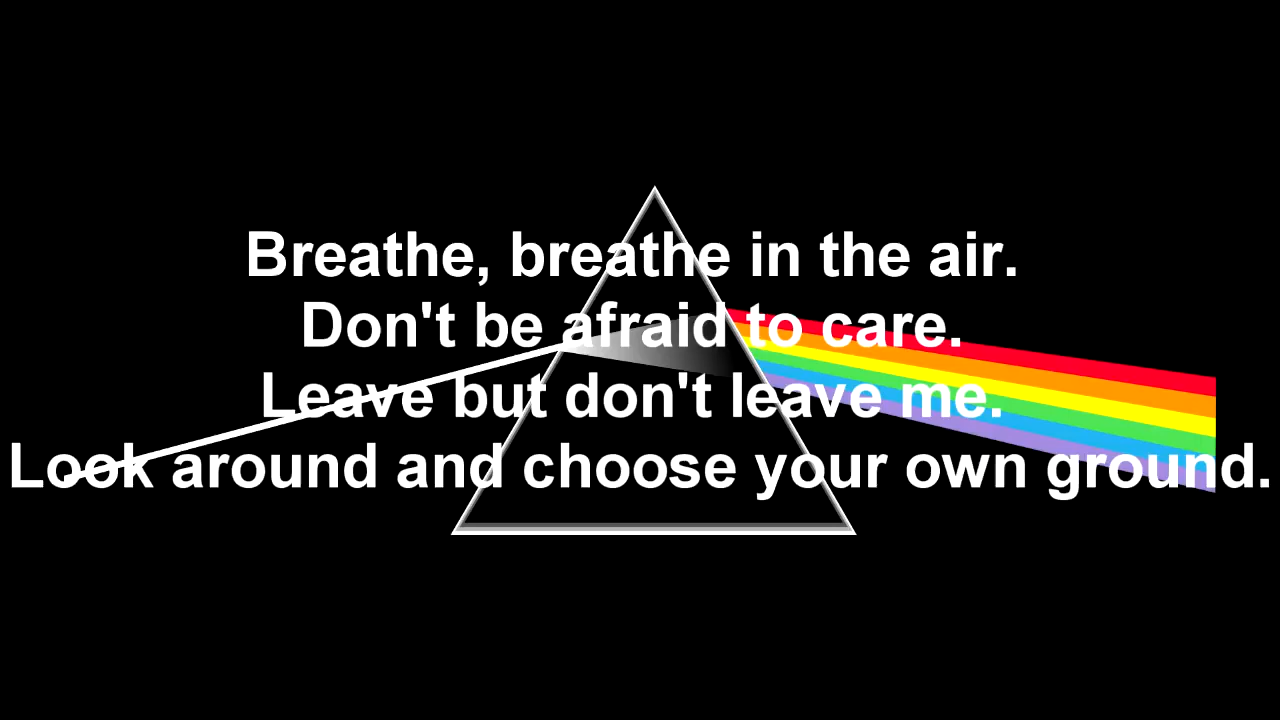 Breathe, breathe in the air.
Don't be afraid to care.
Leave but don't leave me.
Look around and choose your own ground.